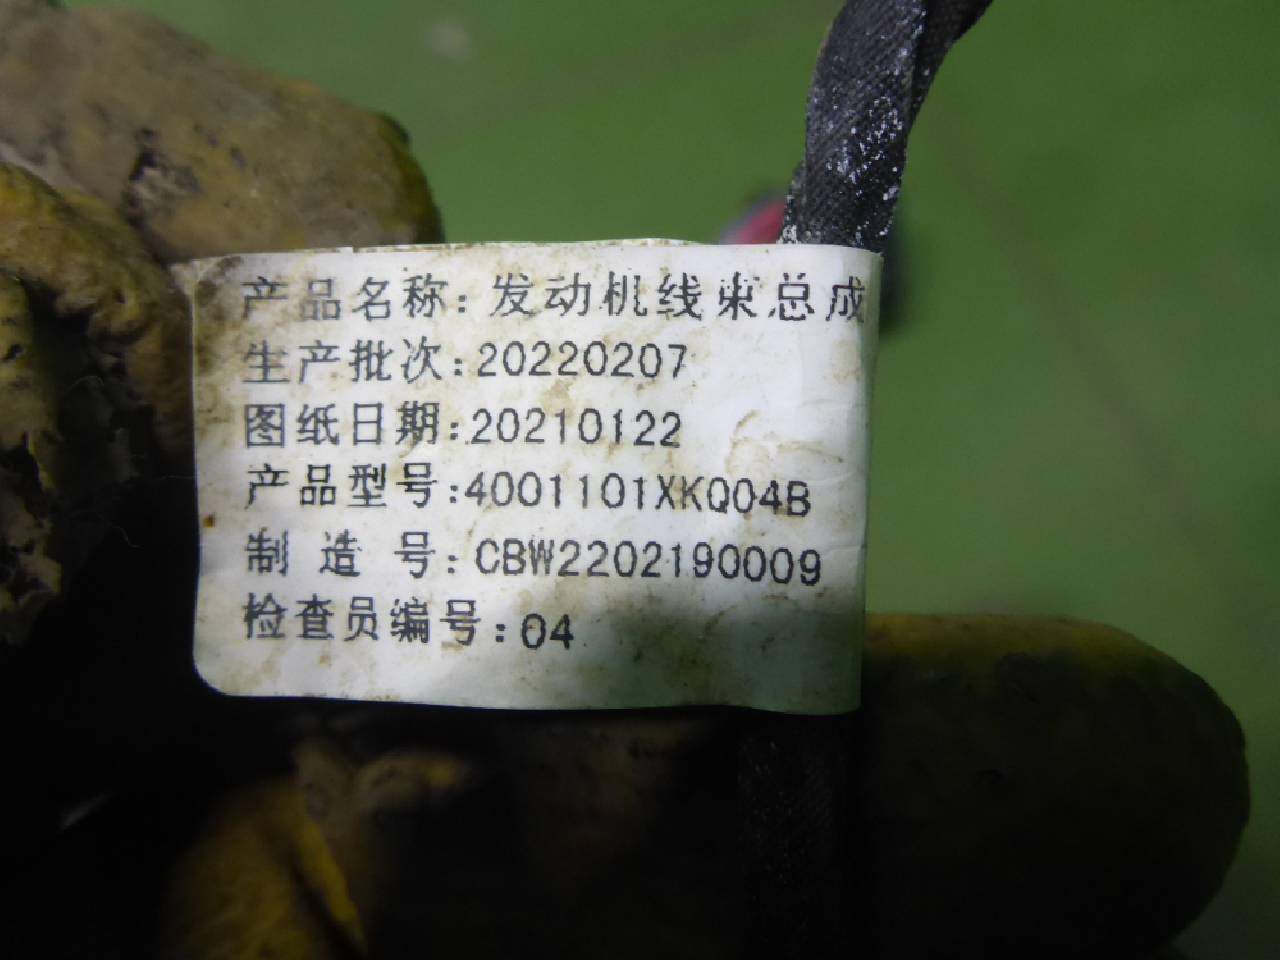 产品名称：发动机线束总成
生产批次：20220207
图纸日期：20210122
产品型号：4001101XKQ04B
制造号：CBW2202190009
检查员编号：04